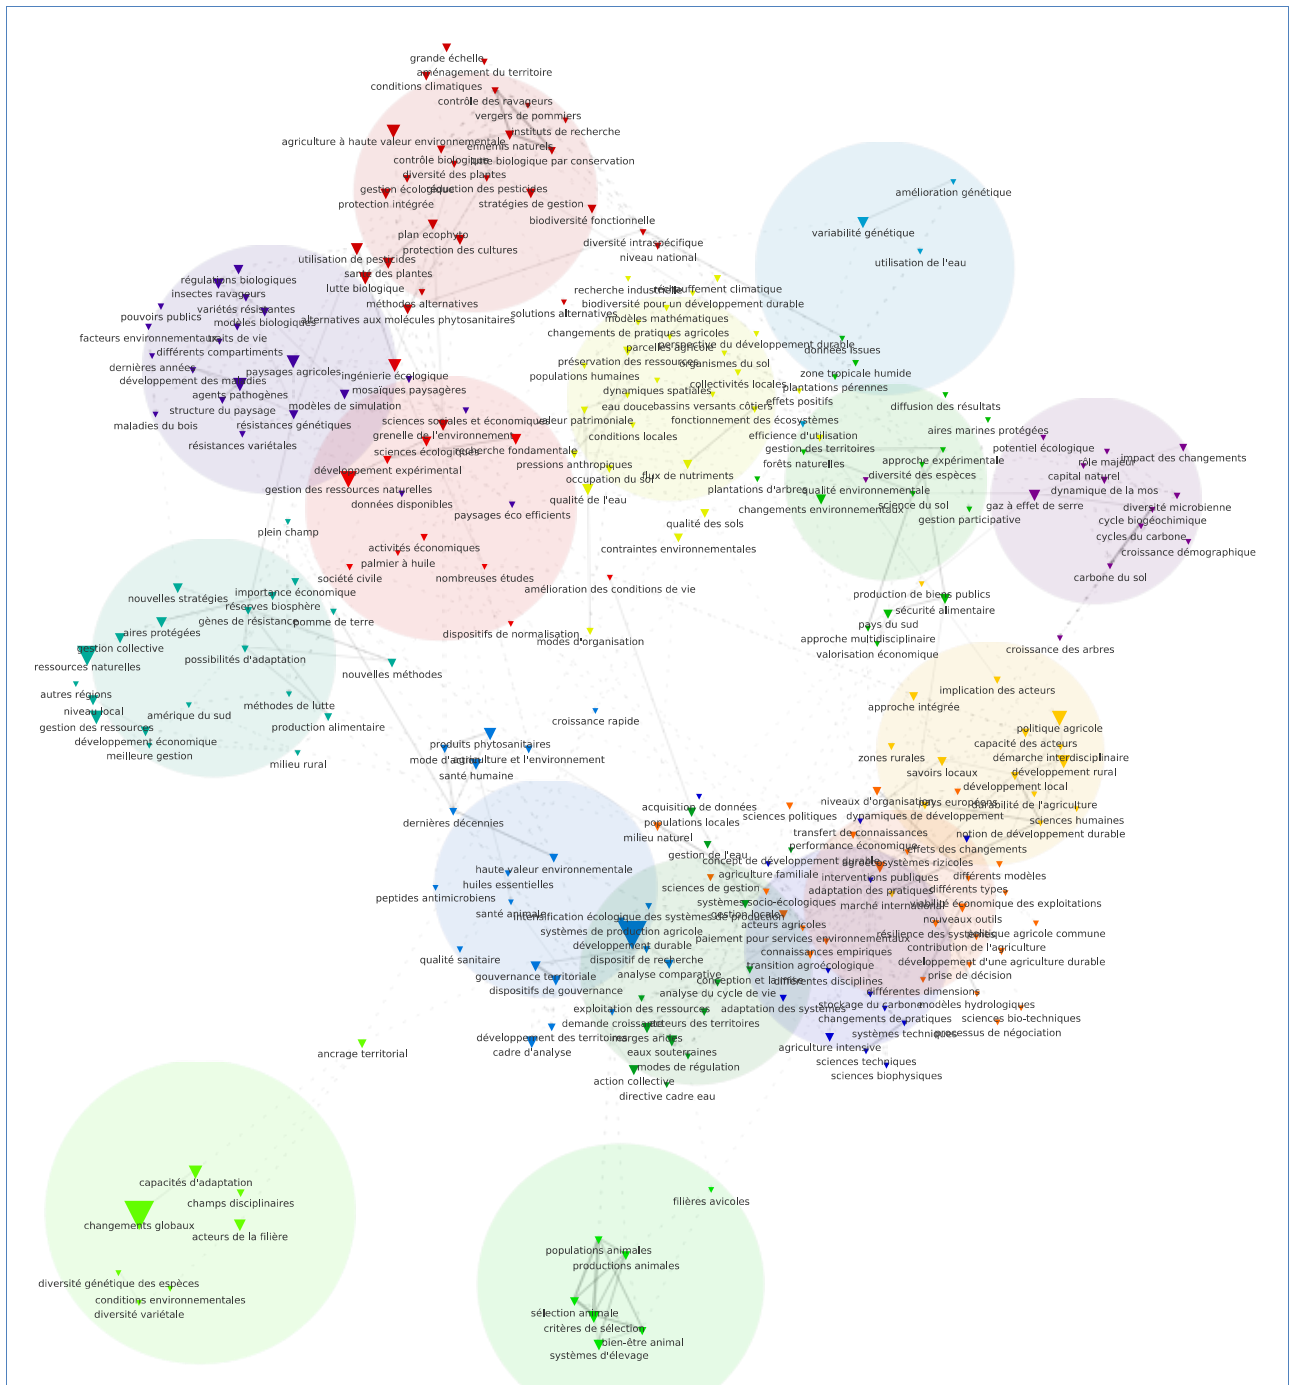 grande échelle
aménagement du territoire
conditions climatiques
contrôle des ravageurs
vergers de pommiers
instituts de recherche
agriculture à haute valeur environnementale
ennemis naturels
contrôle biologique
lutte biologique par conservation
diversité des plantes
gestion écologique
réduction des pesticides
protection intégrée
stratégies de gestion
biodiversité fonctionnelle
plan ecophyto
protection des cultures
diversité intraspécifique
niveau national
utilisation de pesticides
santé des plantes
lutte biologique
méthodes alternatives
alternatives aux molécules phytosanitaires
solutions alternatives
amélioration génétique
variabilité génétique
utilisation de l'eau
régulations biologiques
insectes ravageurs
variétés résistantes
pouvoirs publics
modèles biologiques
facteurs environnementaux
traits de vie
différents compartiments
dernières années
paysages agricoles
développement des maladies
agents pathogènes
structure du paysage
modèles de simulation
maladies du bois
résistances génétiques
résistances variétales
ingénierie écologique
mosaïques paysagères
recherche industrielle
réchauffement climatique
biodiversité pour un développement durable
modèles mathématiques
changements de pratiques agricoles
parcelles agricoles
perspective du développement durable
préservation des ressources
organismes du sol
populations humaines
collectivités locales
dynamiques spatiales
eau douce
bassins versants côtiers
effets positifs
valeur patrimoniale
fonctionnement des écosystèmes
conditions locales
efficience d'utilisation
pressions anthropiques
occupation du sol
flux de nutriments
qualité de l'eau
qualité des sols
contraintes environnementales
données issues
zone tropicale humide
plantations pérennes
diffusion des résultats
aires marines protégées
gestion des territoires
forêts naturelles
approche expérimentale
diversité des espèces
plantations d'arbres
qualité environnementale
changements environnementaux
science du sol
gestion participative
potentiel écologique
rôle majeur
impact des changements
capital naturel
dynamique de la mos
gaz à effet de serre
diversité microbienne
cycle biogéochimique
cycles du carbone
croissance démographique
carbone du sol
croissance des arbres
sciences sociales et économiques
grenelle de l'environnement
sciences écologiques
recherche fondamentale
développement expérimental
gestion des ressources naturelles
données disponibles
paysages éco efficients
activités économiques
palmier à huile
société civile
nombreuses études
amélioration des conditions de vie
dispositifs de normalisation
modes d'organisation
plein champ
nouvelles stratégies
importance économique
réserves biosphère
gènes de résistance
pomme de terre
aires protégées
gestion collective
ressources naturelles
possibilités d'adaptation
nouvelles méthodes
autres régions
niveau local
amérique du sud
méthodes de lutte
gestion des ressources
production alimentaire
développement économique
meilleure gestion
milieu rural
production de biens publics
sécurité alimentaire
pays du sud
approche multidisciplinaire
valorisation économique
implication des acteurs
approche intégrée
politique agricole
capacité des acteurs
zones rurales
démarche interdisciplinaire
savoirs locaux
développement rural
développement local
niveaux d'organisation
pays européens
durabilité de l'agriculture
dynamiques de développement
sciences humaines
notion de développement durable
croissance rapide
produits phytosanitaires
mode d'action
agriculture et l'environnement
santé humaine
dernières décennies
haute valeur environnementale
huiles essentielles
peptides antimicrobiens
santé animale
intensification écologique des systèmes de production
systèmes de production agricole
développement durable
qualité sanitaire
dispositif de recherche
gouvernance territoriale
analyse comparative
dispositifs de gouvernance
demande croissante
développement des territoires
cadre d'analyse
acquisition de données
populations locales
milieu naturel
sciences politiques
transfert de connaissances
gestion de l'eau
performance économique
effets des changements
concept de développement durable
agroécosystèmes rizicoles
agriculture familiale
interventions publiques
différents modèles
sciences de gestion
adaptation des pratiques
différents types
systèmes socio-écologiques
marché international
viabilité économique des exploitations
gestion locale
nouveaux outils
acteurs agricoles
résilience des systèmes
politique agricole commune
paiement pour services environnementaux
contribution de l'agriculture
connaissances empiriques
développement d'une agriculture durable
transition agroécologique
prise de décision
différentes disciplines
analyse du cycle de vie
différentes dimensions
exploitation des ressources
adaptation des systèmes
stockage du carbone
modèles hydrologiques
acteurs des territoires
changements de pratiques
sciences bio-techniques
marges arides
systèmes techniques
processus de négociation
eaux souterraines
agriculture intensive
modes de régulation
sciences techniques
action collective
sciences biophysiques
directive cadre eau
ancrage territorial
capacités d'adaptation
champs disciplinaires
changements globaux
acteurs de la filière
diversité génétique des espèces
conditions environnementales
diversité variétale
filières avicoles
populations animales
productions animales
sélection animale
critères de sélection
bien-être animal
systèmes d'élevage